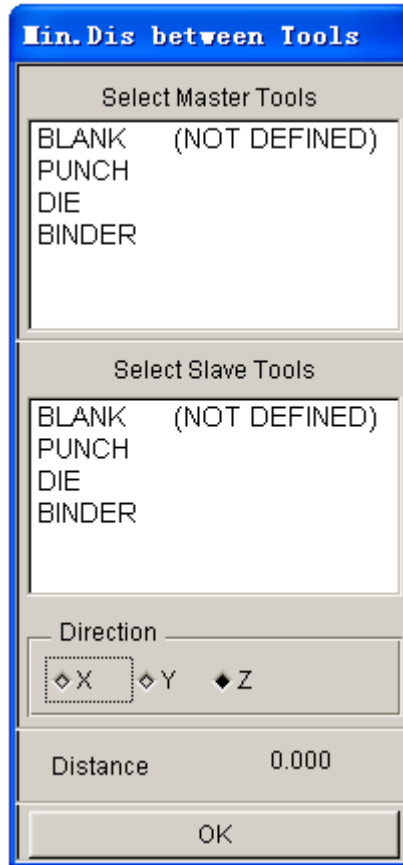 Min.Dis between Tools
Select Master Tools
BLANK (NOT DEFINED)
PUNCH
DIE
BINDER
Select Slave Tools
BLANK (NOT DEFINED)
PUNCH
DIE
BINDER
Direction
X Y Z
Distance 0.000
OK